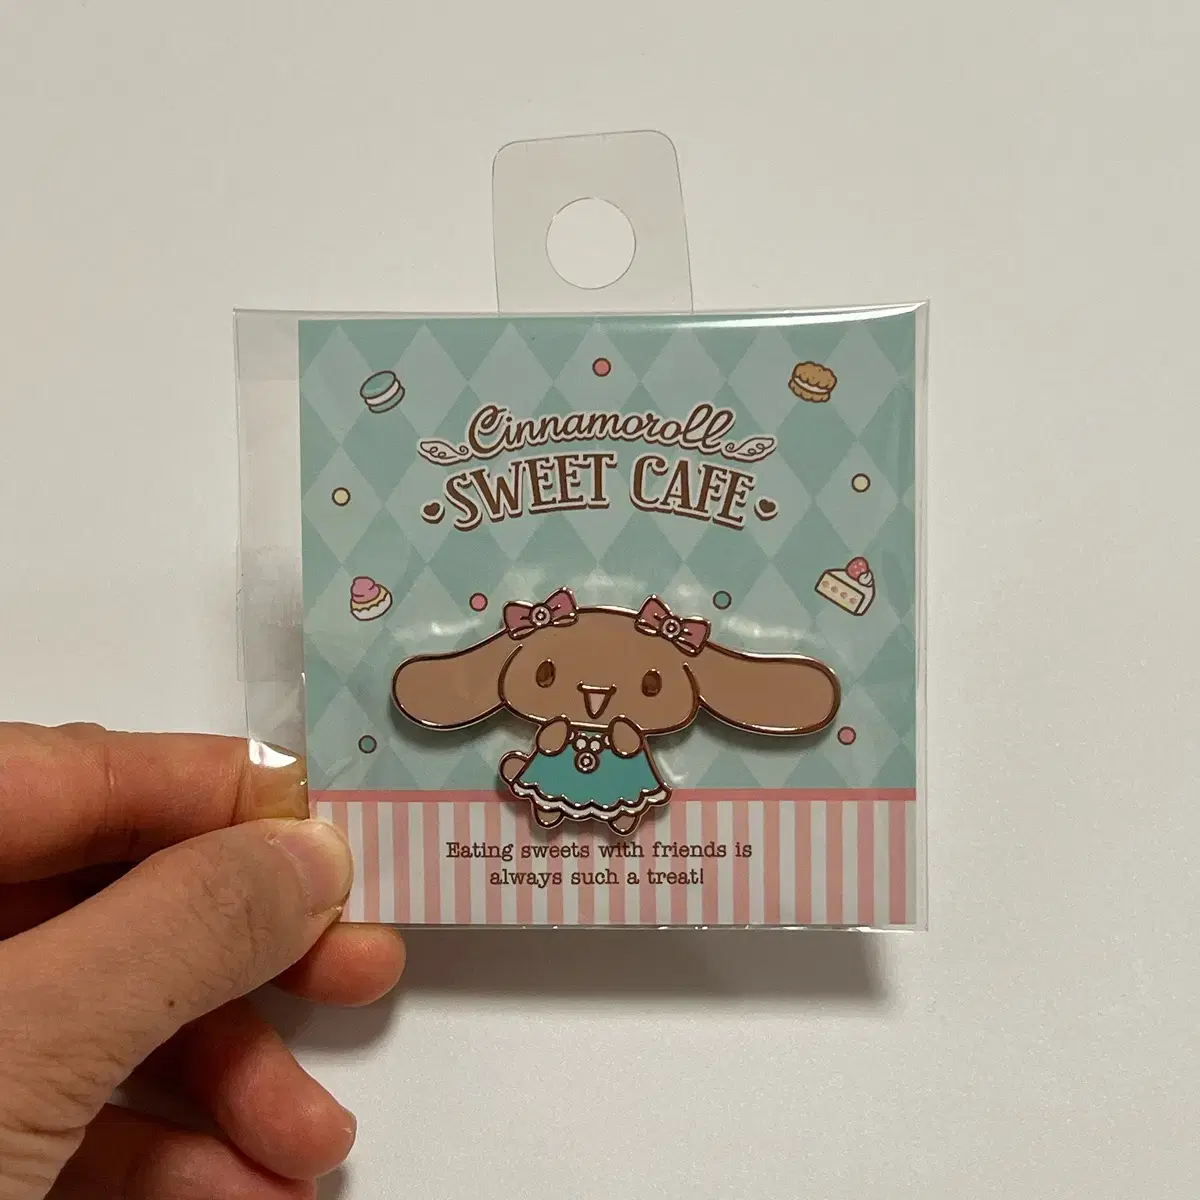 Cinnamoroll
SWEET CAFE
Eating sweets with friends is
always such a treat!